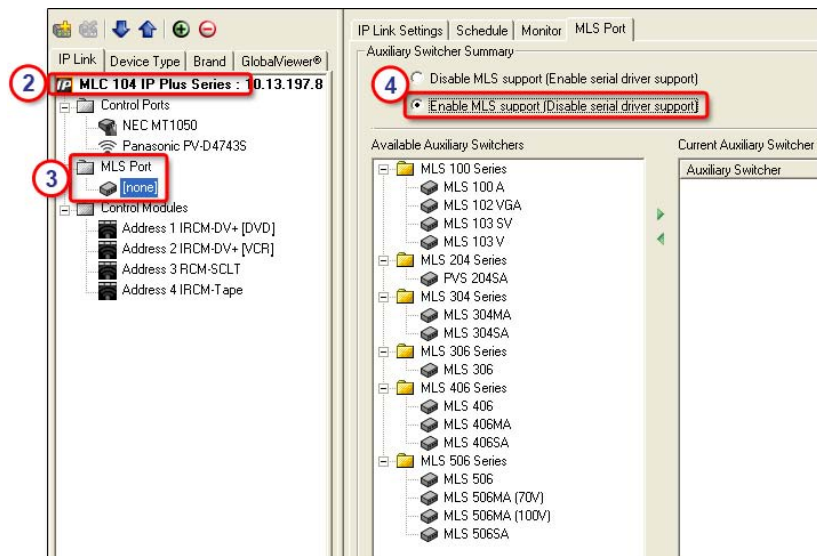 IP Link
Device Type
Brand
GlobalViewer®
2
IP MLC 104 IP Plus Series : 10.13.197.8
Control Ports
NEC MT1050
Panasonic PV-D4743S
3
MLS Port
[none]
Control Modules
Address 1 IRCM-DV+ [DVD]
Address 2 IRCM-DV+ [VCR]
Address 3 RCM-SCLT
Address 4 IRCM-Tape
IP Link Settings
Schedule
Monitor
MLS Port
Auxiliary Switcher Summary
4
Disable MLS support (Enable serial driver support)
Enable MLS support (Disable serial driver support)
Available Auxiliary Switchers
MLS 100 Series
MLS 100 A
MLS 102 VGA
MLS 103 SV
MLS 103 V
MLS 204 Series
PVS 204SA
MLS 304 Series
MLS 304MA
MLS 304SA
MLS 306 Series
MLS 306
MLS 406 Series
MLS 406
MLS 406MA
MLS 406SA
MLS 506 Series
MLS 506
MLS 506MA (70V)
MLS 506MA (100V)
MLS 506SA
Current Auxiliary Switcher
Auxiliary Switcher